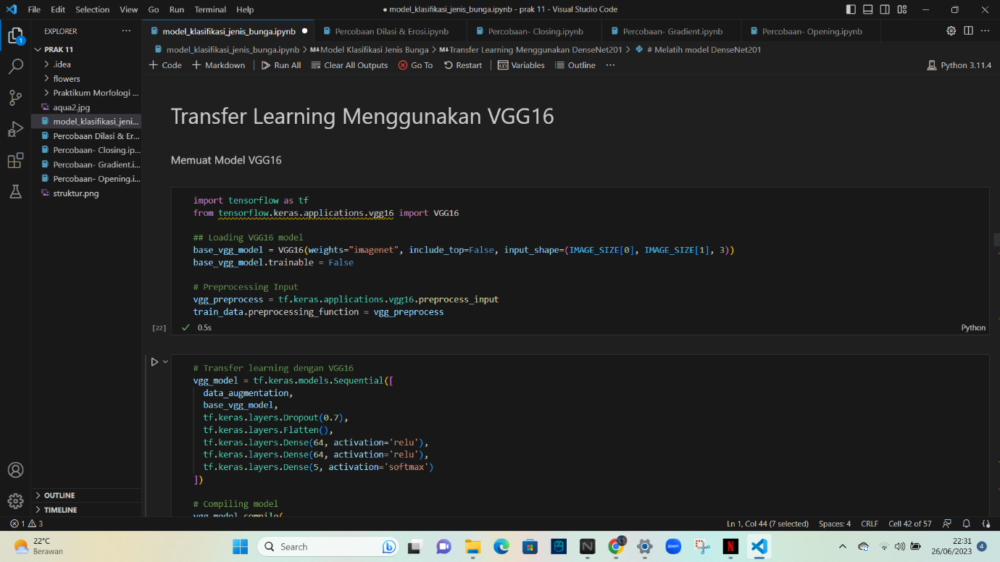 File Edit Selection View Go Run Terminal Help
● model_klasifikasi_jenis_bunga.ipynb - prak 11 - Visual Studio Code
EXPLORER
model_klasifikasi_jenis_bunga.ipynb ●
Percobaan Dilasi & Erosi.ipynb
Percobaan- Closing.ipynb
Percobaan- Gradient.ipynb
Percobaan- Opening.ipynb
1
PRAK 11
.idea
flowers
Praktikum Morfologi ...
aqua2.jpg
model_klasifikasi_jeni...
Percobaan Dilasi & Er...
Percobaan- Closing.ip...
Percobaan- Gradient.i...
Percobaan- Opening.i...
struktur.png
OUTLINE
TIMELINE
model_klasifikasi_jenis_bunga.ipynb > M↓Model Klasifikasi Jenis Bunga > M↓Transfer Learning Menggunakan DenseNet201 > # Melatih model DenseNet201
+ Code + Markdown Run All Clear All Outputs Go To Restart Variables Outline ...
Python 3.11.4
Transfer Learning Menggunakan VGG16
Memuat Model VGG16
import tensorflow as tf
from tensorflow.keras.applications.vgg16 import VGG16
## Loading VGG16 model
base_vgg_model = VGG16(weights="imagenet", include_top=False, input_shape=(IMAGE_SIZE[0], IMAGE_SIZE[1], 3))
base_vgg_model.trainable = False
# Preprocessing Input
vgg_preprocess = tf.keras.applications.vgg16.preprocess_input
train_data.preprocessing_function = vgg_preprocess
[22] ✓ 0.5s
Python
# Transfer learning dengan VGG16
vgg_model = tf.keras.models.Sequential([
data_augmentation,
base_vgg_model,
tf.keras.layers.Dropout(0.7),
tf.keras.layers.Flatten(),
tf.keras.layers.Dense(64, activation='relu'),
tf.keras.layers.Dense(64, activation='relu'),
tf.keras.layers.Dense(5, activation='softmax')
])
# Compiling model
vgg_model.compile(
1 3
Ln 1, Col 44 (7 selected) Spaces: 4 CRLF Cell 42 of 57
22°C
Berawan
Search
zoom
22:31
26/06/2023
4